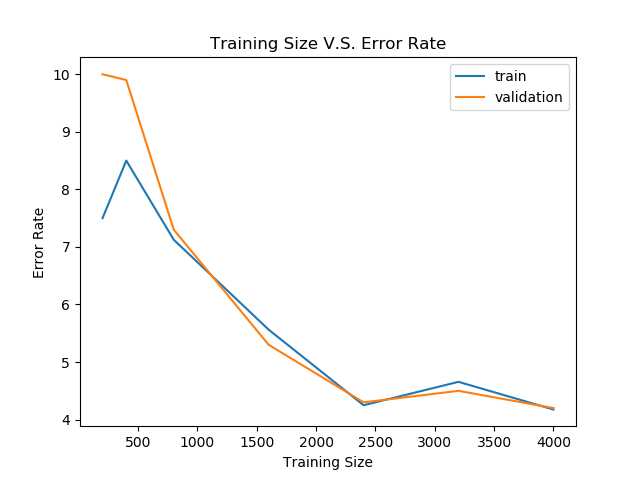 Training Size V.S. Error Rate
train
validation
10
9
8
7
6
5
4
Error Rate
500 1000 1500 2000 2500 3000 3500 4000
Training Size